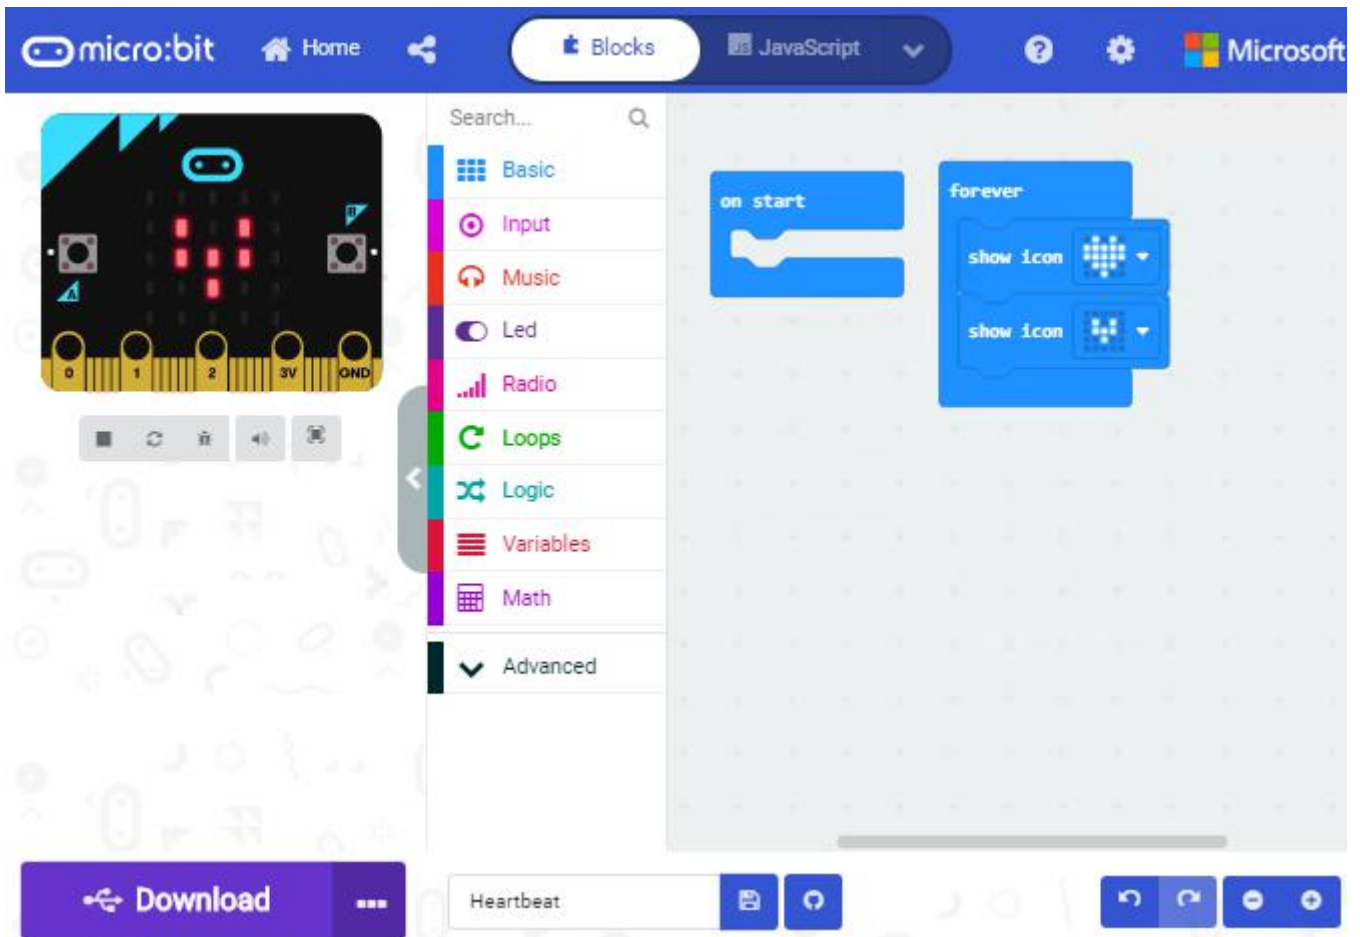 micro:bit Home Blocks JavaScript Microsoft
Search...
Basic
Input
Music
Led
Radio
Loops
Logic
Variables
Math
Advanced
B
A
0 1 2 3V GND
on start
forever
show icon
show icon
Download
Heartbeat